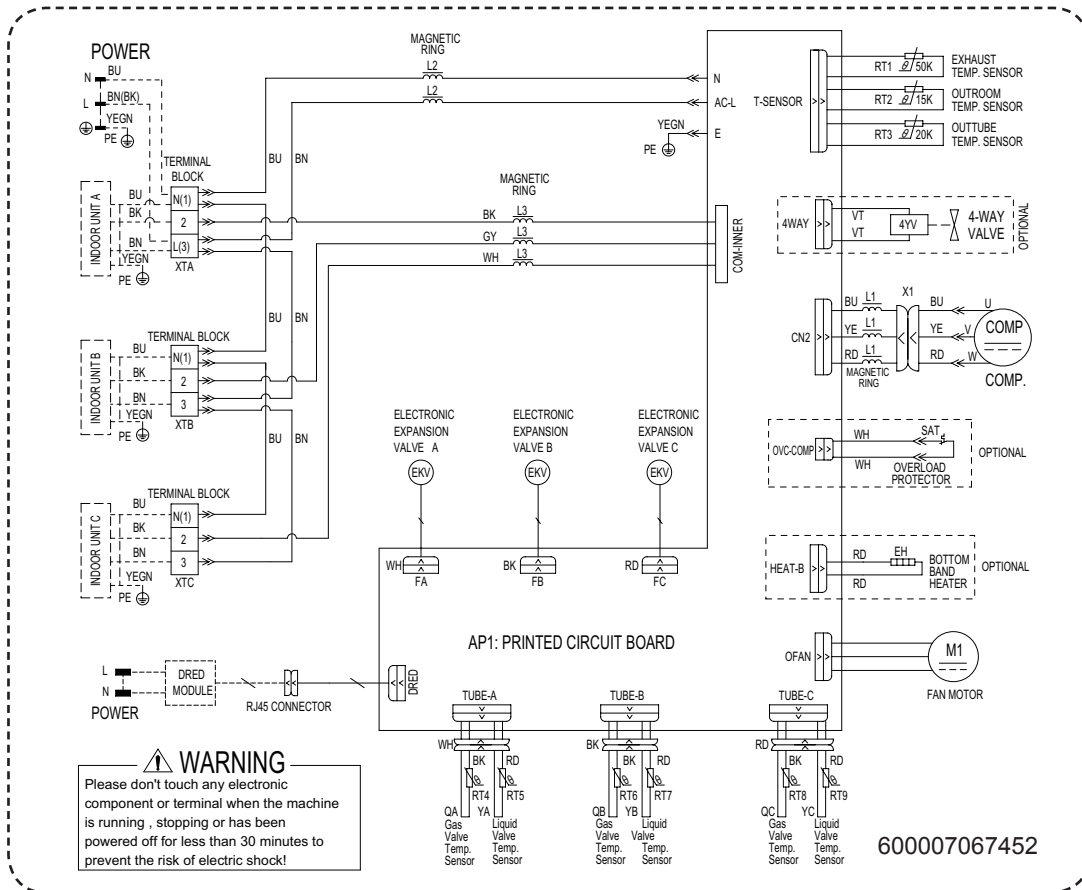 POWER
N
BU
L
BN(BK)
YEGN
PE
MAGNETIC
RING
L2
L2
N
AC-L
YEGN
PE
E
BU
BN
TERMINAL
BLOCK
INDOOR UNIT A
BU
BK
BN
YEGN
PE
N(1)
2
L(3)
XTA
MAGNETIC
RING
BK
L3
GY
L3
WH
L3
COM-INNER
BU
BN
TERMINAL BLOCK
INDOOR UNIT B
BU
BK
BN
YEGN
PE
N(1)
2
3
XTB
BU
BN
TERMINAL BLOCK
INDOOR UNIT C
BU
BK
BN
YEGN
PE
N(1)
2
3
XTC
T-SENSOR
RT1 θ 50K
EXHAUST
TEMP. SENSOR
RT2 θ 15K
OUTROOM
TEMP. SENSOR
RT3 θ 20K
OUTTUBE
TEMP. SENSOR
4WAY
VT
VT
4YV
4-WAY
VALVE
OPTIONAL
CN2
BU
L1
X1
BU
U
YE
L1
YE
V
RD
L1
RD
W
MAGNETIC
RING
COMP
COMP.
OVC-COMP
WH
SAT
WH
OVERLOAD
PROTECTOR
OPTIONAL
HEAT-B
RD
EH
RD
BOTTOM
BAND
HEATER
OPTIONAL
OFAN
M1
FAN MOTOR
ELECTRONIC
EXPANSION
VALVE A
EKV
WH
FA
ELECTRONIC
EXPANSION
VALVE B
EKV
BK
FB
ELECTRONIC
EXPANSION
VALVE C
EKV
RD
FC
AP1: PRINTED CIRCUIT BOARD
L
N
POWER
DRED
MODULE
RJ45 CONNECTOR
DRED
TUBE-A
WH
BK
RD
θ
RT4
θ
RT5
QA
YA
Gas
Valve
Temp.
Sensor
Liquid
Valve
Temp.
Sensor
TUBE-B
BK
BK
RD
θ
RT6
θ
RT7
QB
YB
Gas
Valve
Temp.
Sensor
Liquid
Valve
Temp.
Sensor
TUBE-C
RD
BK
RD
θ
RT8
θ
RT9
QC
YC
Gas
Valve
Temp.
Sensor
Liquid
Valve
Temp.
Sensor
WARNING
Please don't touch any electronic
component or terminal when the machine
is running , stopping or has been
powered off for less than 30 minutes to
prevent the risk of electric shock!
600007067452